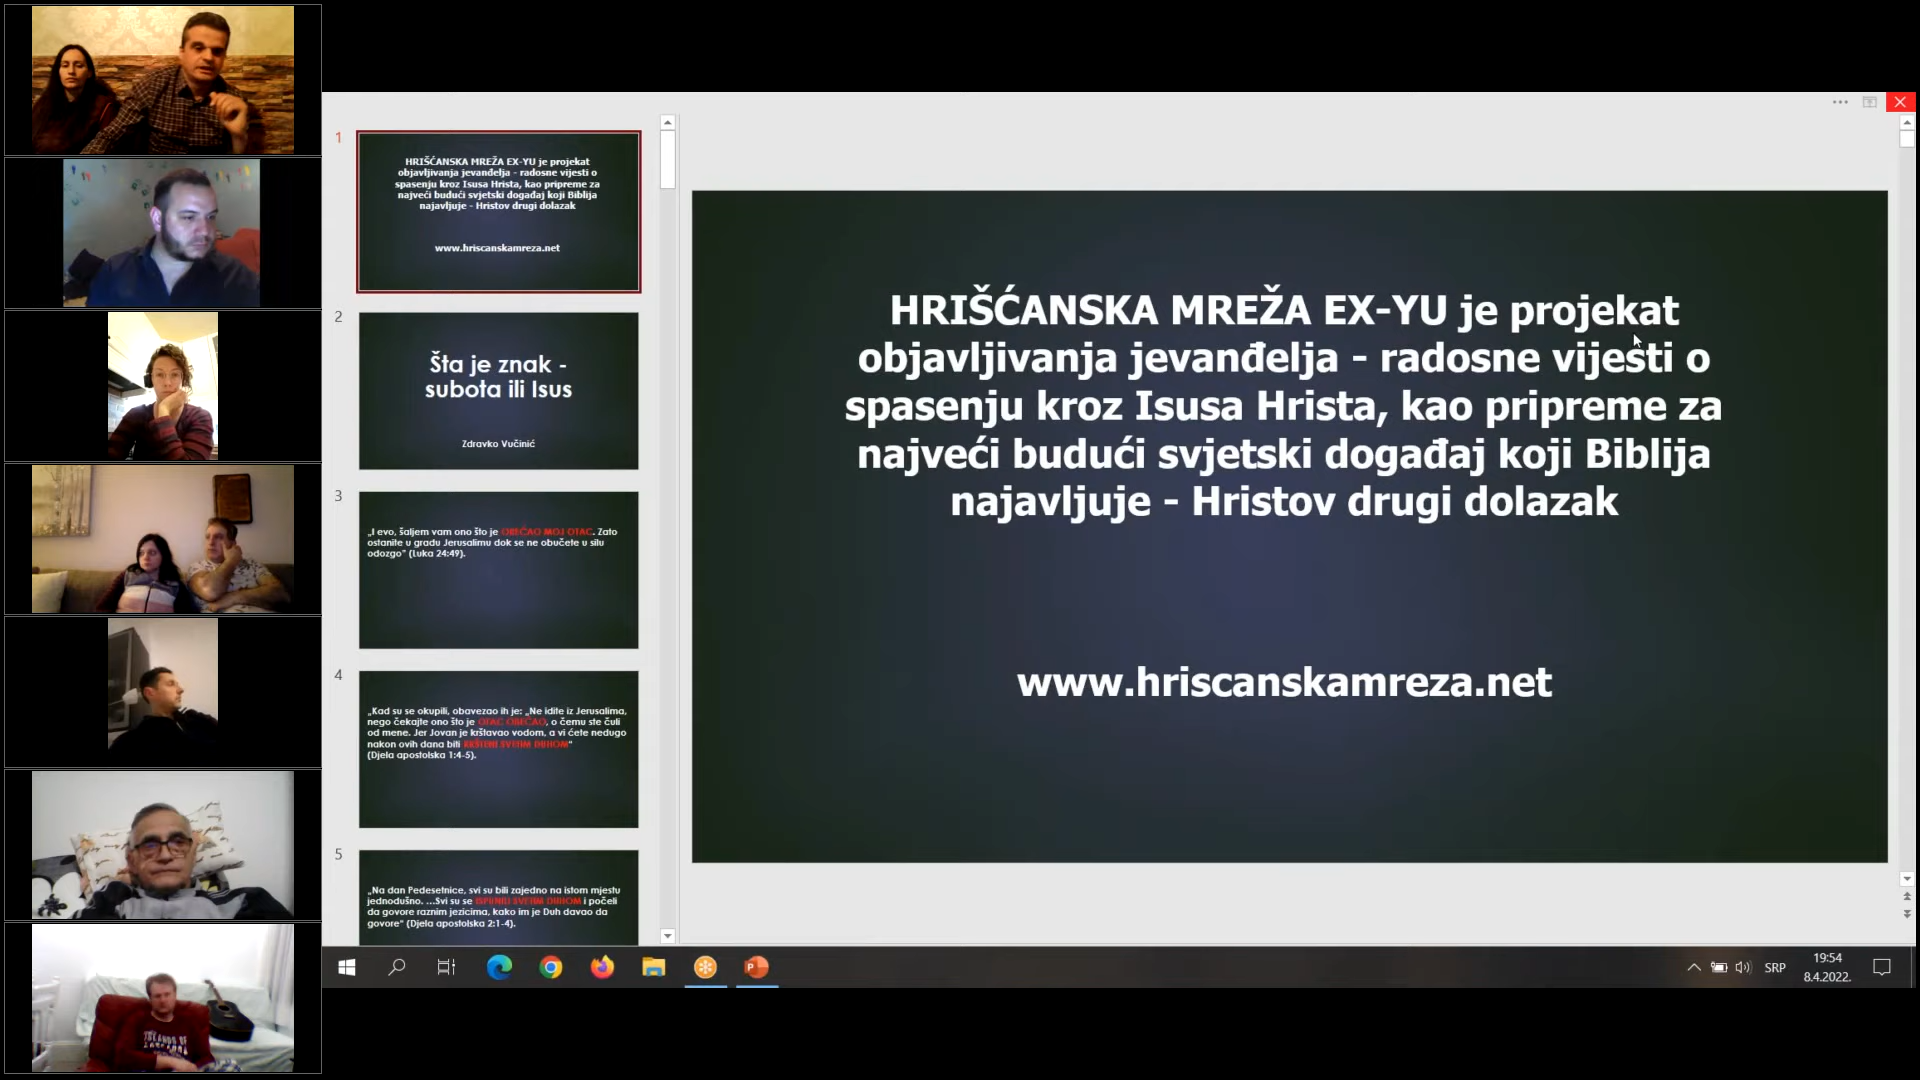 1
HRIŠĆANSKA MREŽA EX-YU je projekat
objavljivanja jevanđelja - radosne vijesti o
spasenju kroz Isusa Hrista, kao pripreme za
najveći budući svjetski događaj koji Biblija
najavljuje - Hristov drugi dolazak
www.hriscanskamreza.net
2
Šta je znak -
subota ili Isus
Zdravko Vučinić
3
„I evo, šaljem vam ono što je OBEĆAO MOJ OTAC. Zato
ostanite u gradu Jerusalimu dok se ne obučete u silu
odozgo“ (Luka 24:49).
4
„Kad su se okupili, obavezao ih je: „Ne idite iz Jerusalima,
nego čekajte ono što je OTAC OBEĆAO, o čemu ste čuli
od mene. Jer Jovan je krštavao vodom, a vi ćete nedugo
nakon ovih dana biti KRŠTENI SVETIM DUHOM“
(Djela apostolska 1:4-5).
5
„Na dan Pedesetnice, svi su bili zajedno na istom mjestu
jednodušno. ...Svi su se ISPUNILI SVETIM DUHOM i počeli
da govore raznim jezicima, kako im je Duh davao da
govore“ (Djela apostolska 2:1-4).
HRIŠĆANSKA MREŽA EX-YU je projekat
objavljivanja jevanđelja - radosne vijesti o
spasenju kroz Isusa Hrista, kao pripreme za
najveći budući svjetski događaj koji Biblija
najavljuje - Hristov drugi dolazak
www.hriscanskamreza.net
SRP
19:54
8.4.2022.